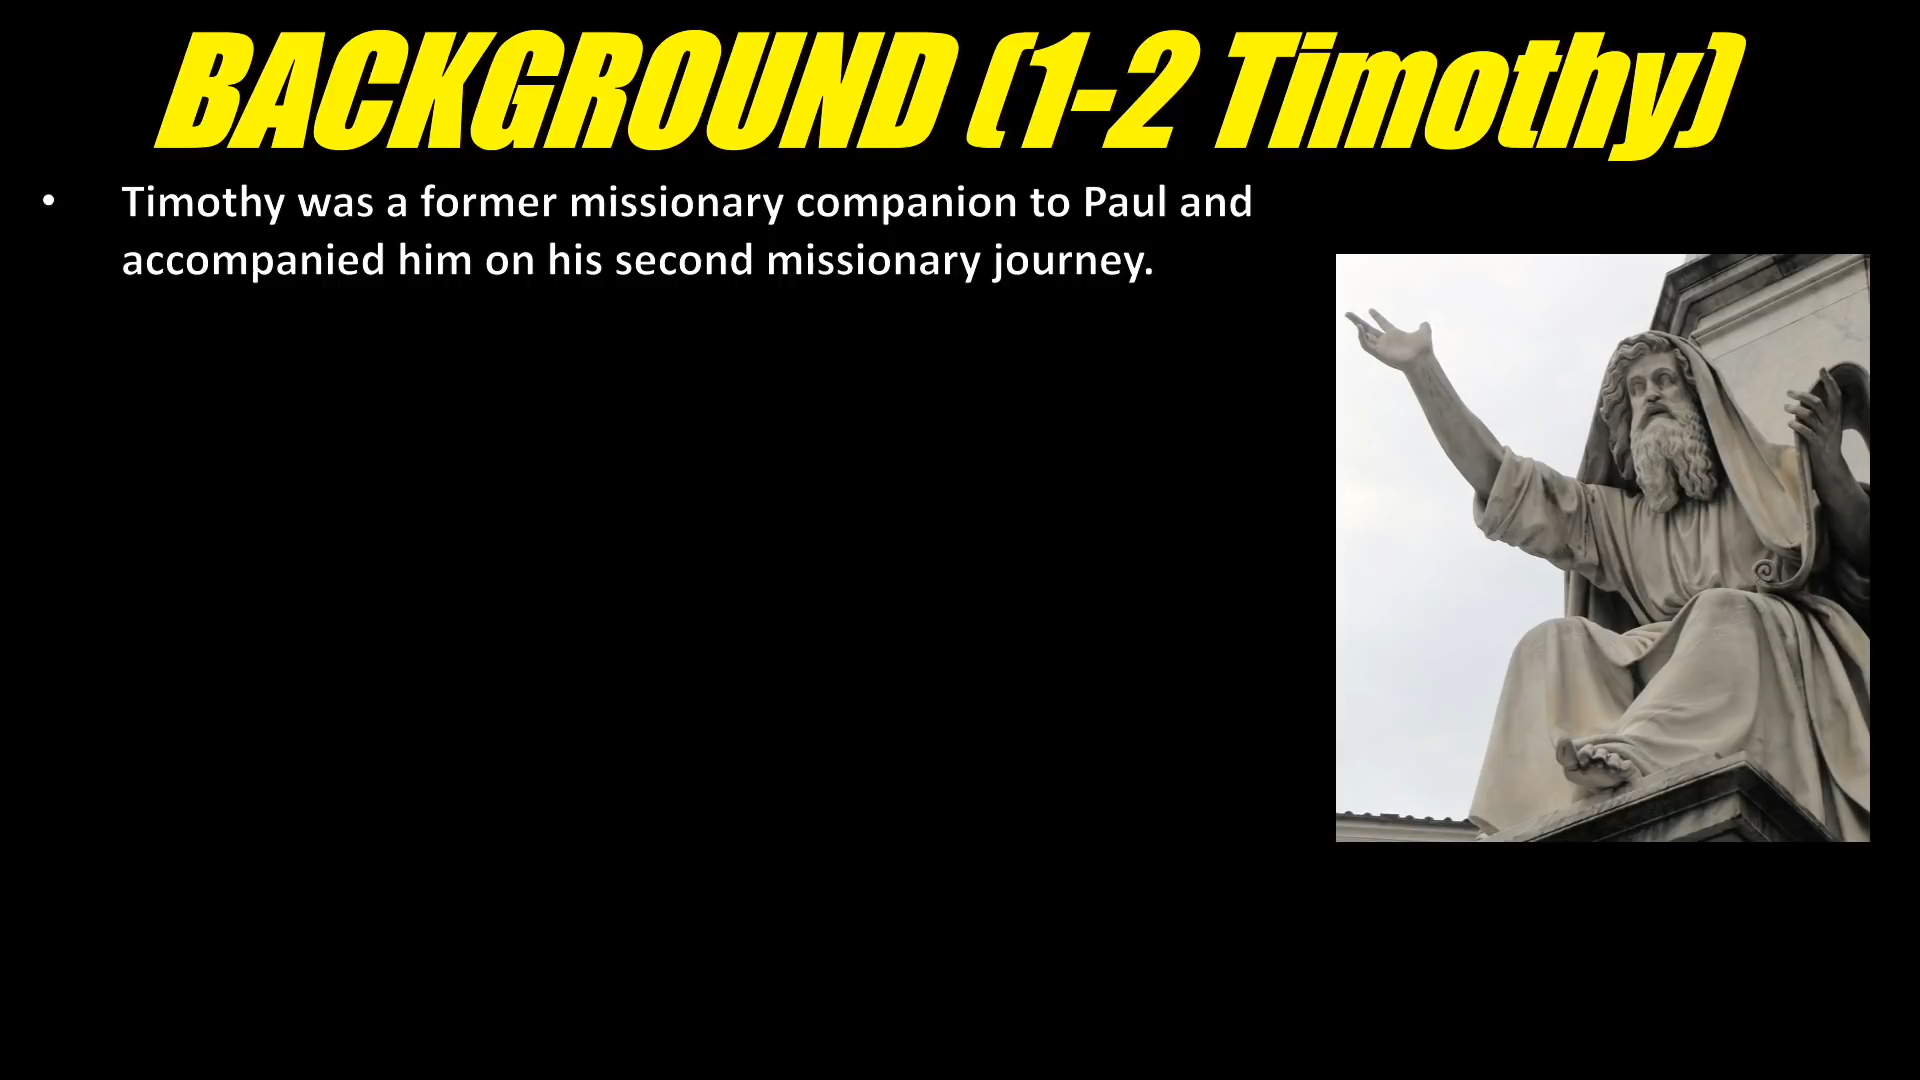 BACKGROUND (1-2 Timothy)
• Timothy was a former missionary companion to Paul and
accompanied him on his second missionary journey.